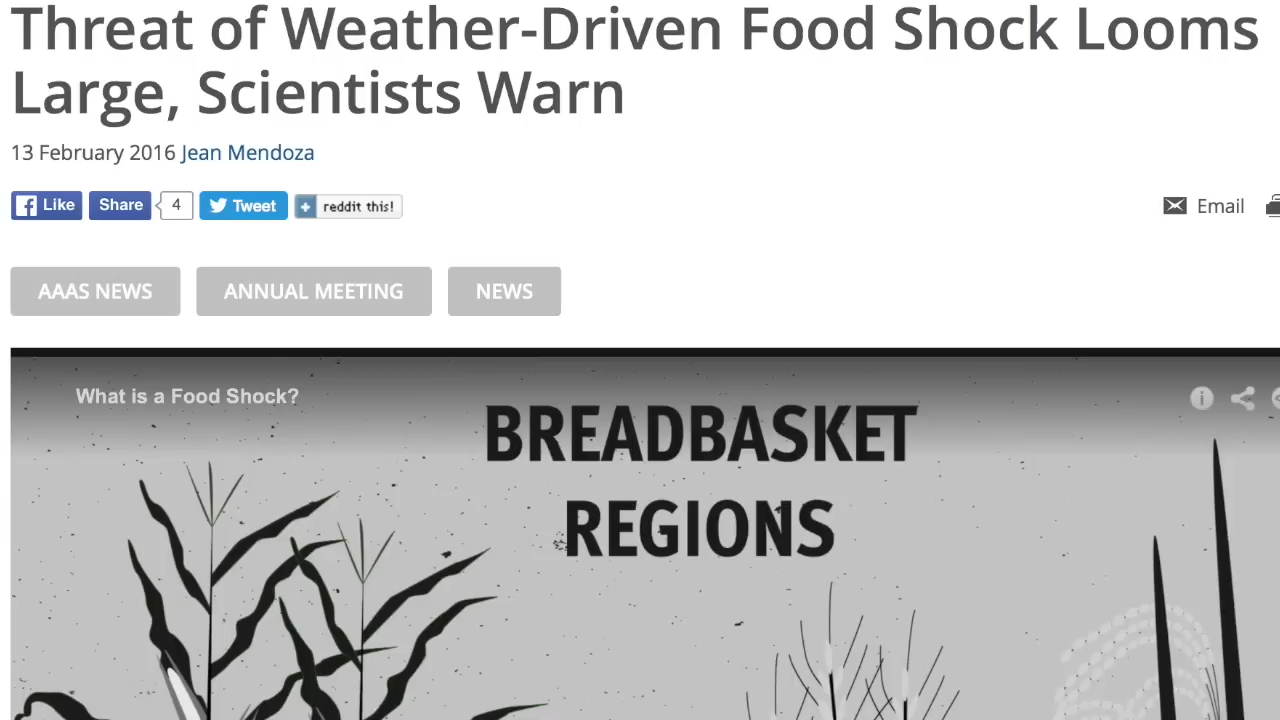 Threat of Weather-Driven Food Shock Looms
Large, Scientists Warn
13 February 2016 Jean Mendoza
Like Share 4 Tweet reddit this! Email
AAAS NEWS ANNUAL MEETING NEWS
What is a Food Shock?
BREADBASKET
REGIONS